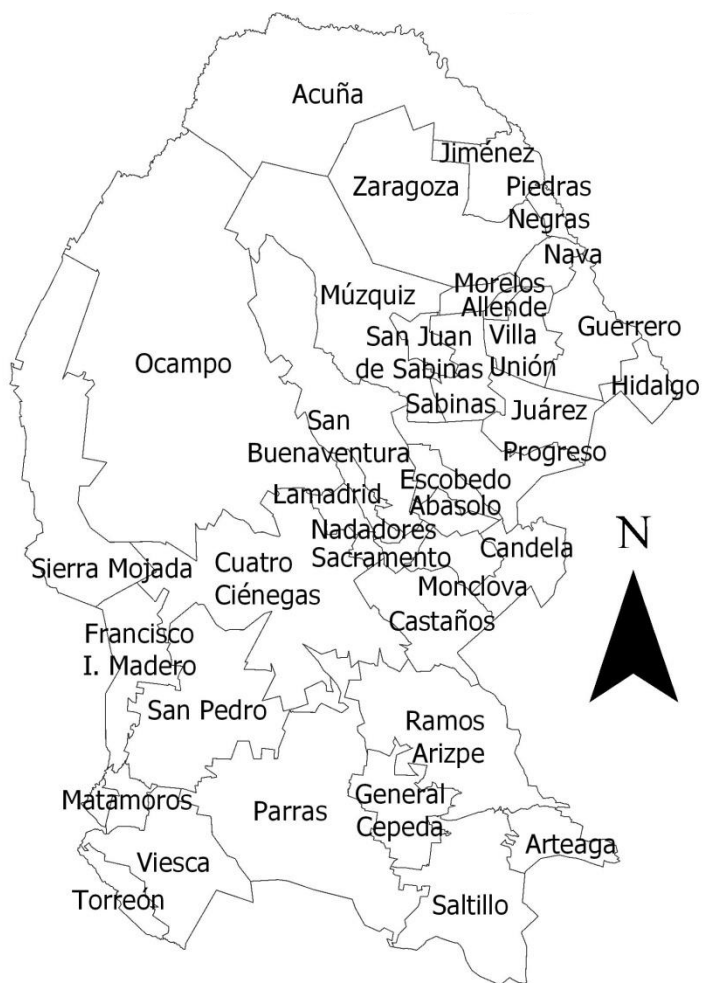 Acuña
Jiménez
Zaragoza
Piedras
Negras
Nava
Morelos
Múzquiz
Allende
San Juan
de Sabinas
Villa
Unión
Guerrero
Ocampo
Hidalgo
Sabinas
Juárez
San
Buenaventura
Progreso
Escobedo
Lamadrid
Abasolo
Nadadores
N
Sacramento
Candela
Sierra Mojada
Cuatro
Ciénegas
Monclova
Castaños
Francisco
I. Madero
San Pedro
Ramos
Arizpe
Matamoros
General
Cepeda
Parras
Arteaga
Viesca
Torreón
Saltillo